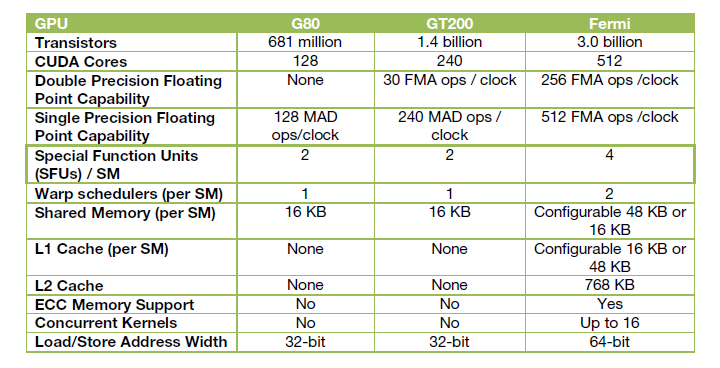 GPU G80 GT200 Fermi
Transistors 681 million 1.4 billion 3.0 billion
CUDA Cores 128 240 512
Double Precision Floating None 30 FMA ops / clock 256 FMA ops /clock
Point Capability
Single Precision Floating 128 MAD 240 MAD ops / 512 FMA ops /clock
Point Capability ops/clock clock
Special Function Units 2 2 4
(SFUs) / SM
Warp schedulers (per SM) 1 1 2
Shared Memory (per SM) 16 KB 16 KB Configurable 48 KB or
16 KB
L1 Cache (per SM) None None Configurable 16 KB or
48 KB
L2 Cache None None 768 KB
ECC Memory Support No No Yes
Concurrent Kernels No No Up to 16
Load/Store Address Width 32-bit 32-bit 64-bit